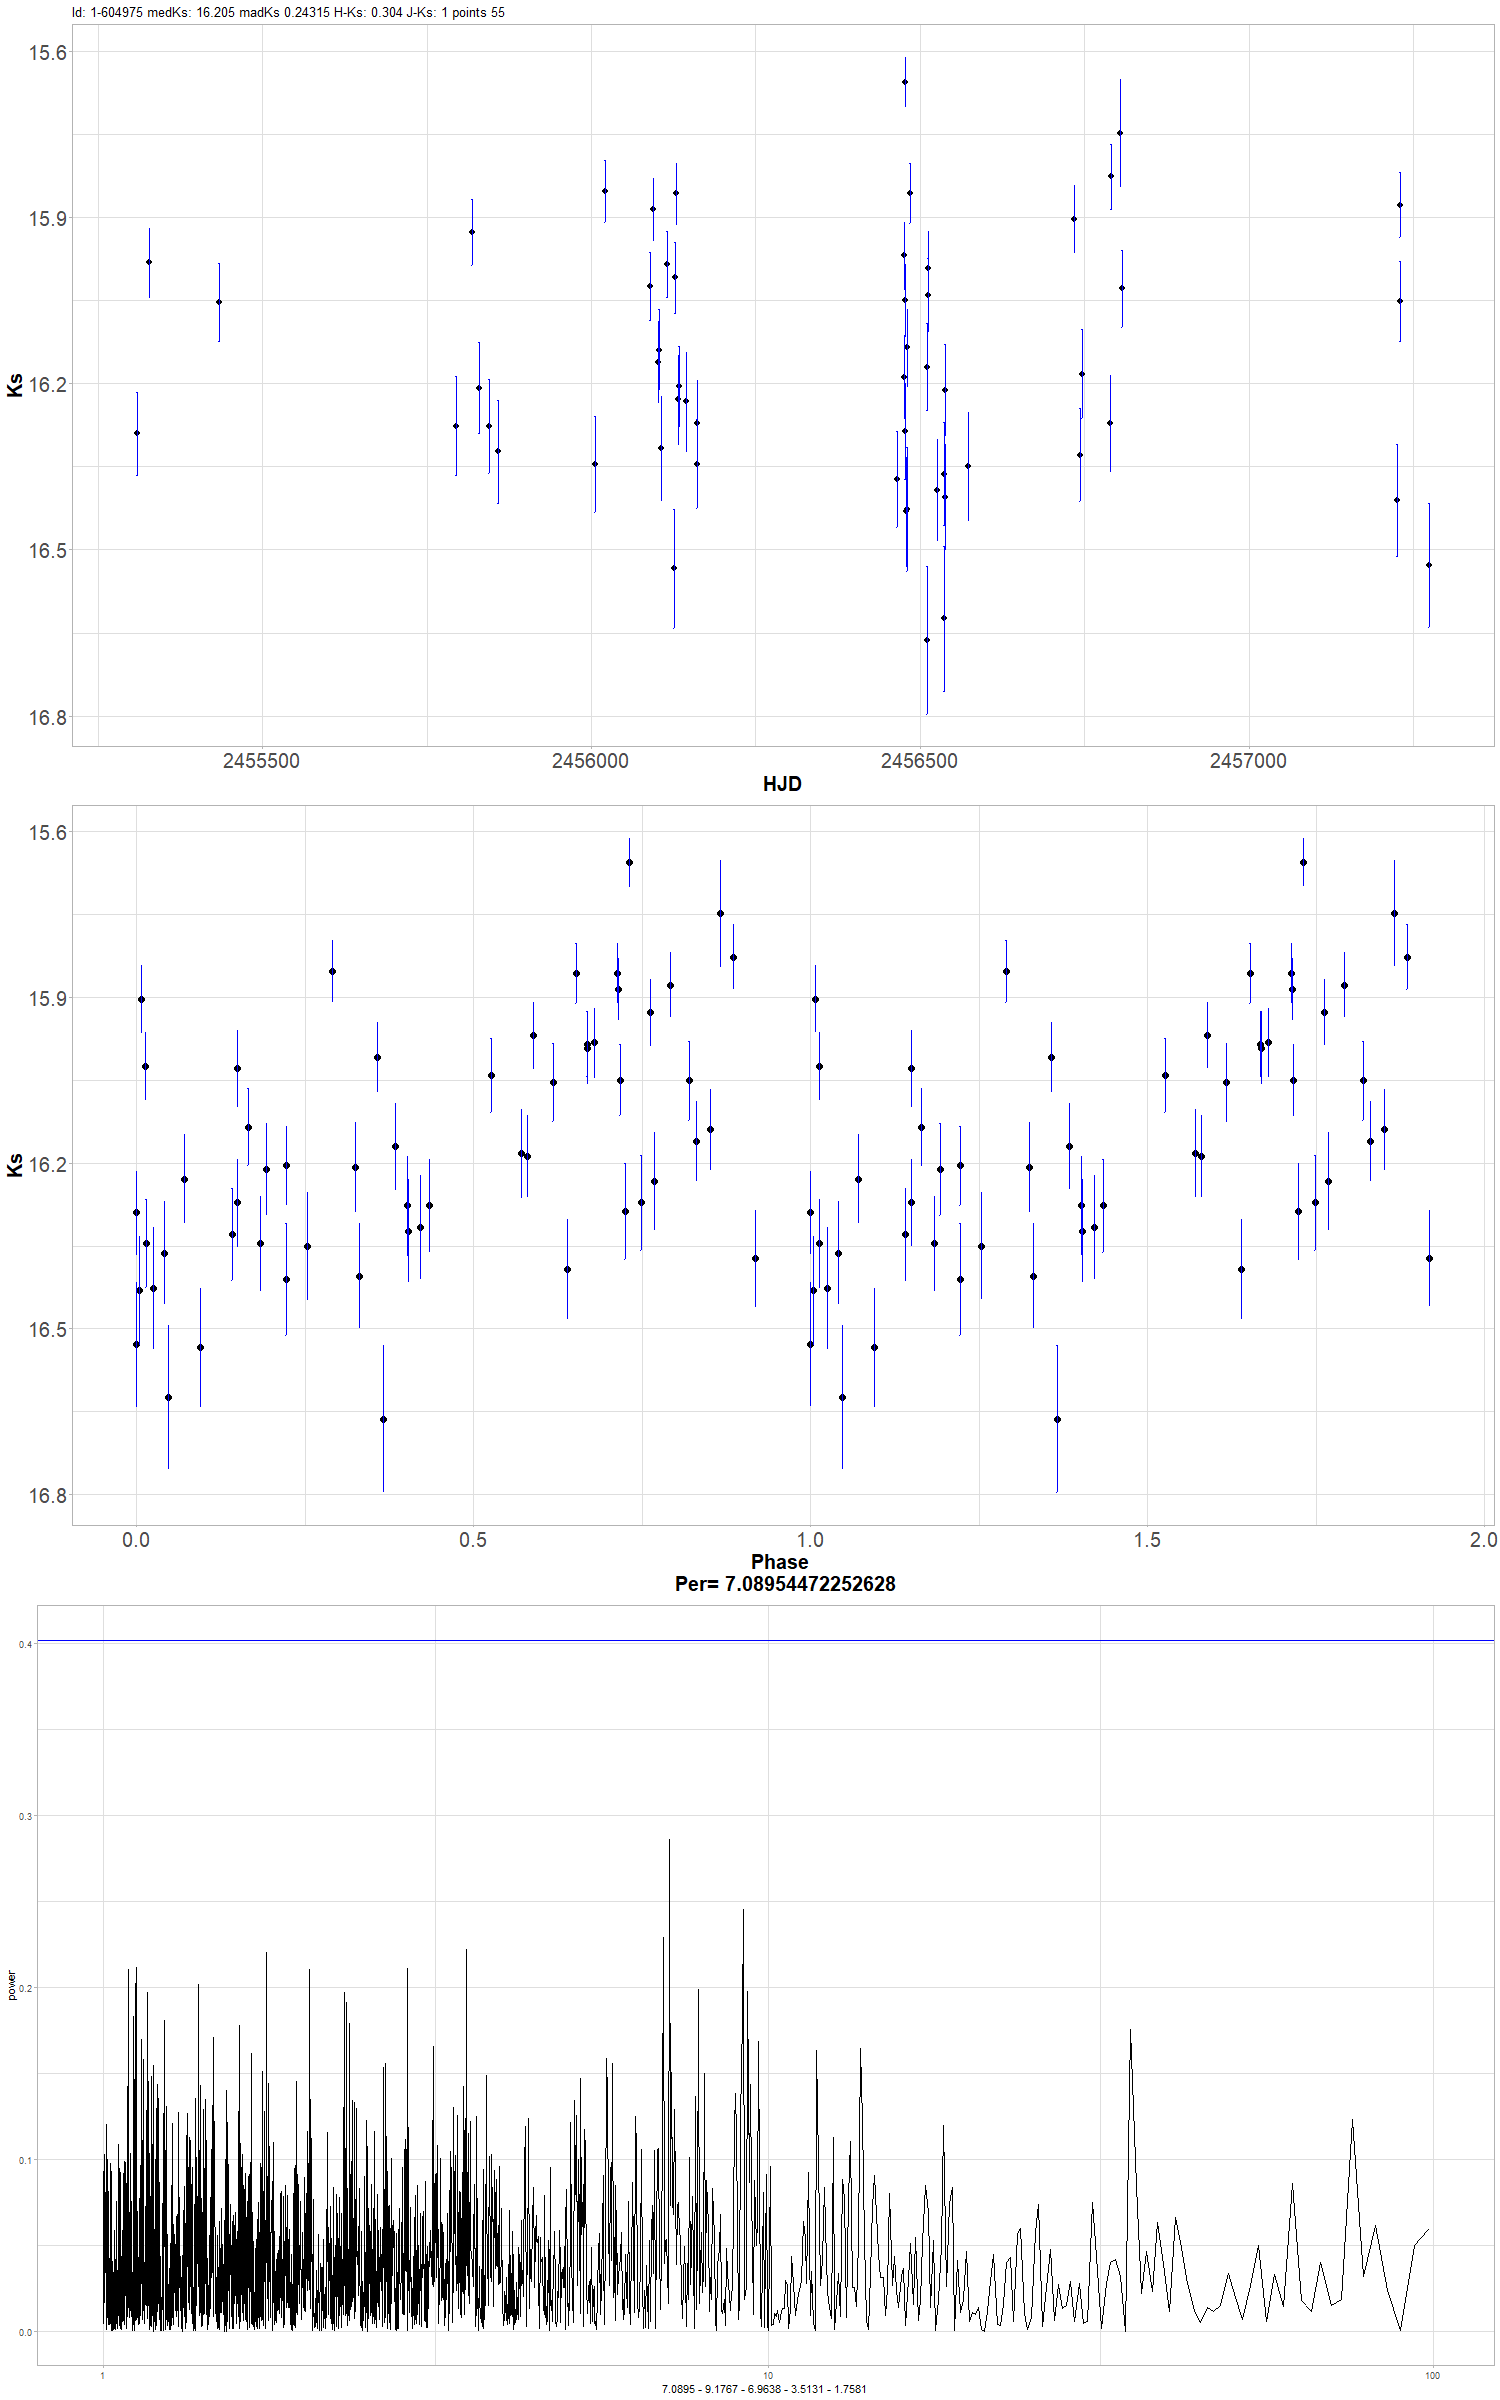 Id: 1-604975 medKs: 16.205 madKs 0.24315 H-Ks: 0.304 J-Ks: 1 points 55
15.6
15.9
16.2
16.5
16.8
Ks
2455500 2456000 2456500 2457000
HJD
15.6
15.9
16.2
16.5
16.8
Ks
0.0 0.5 1.0 1.5 2.0
Phase
Per= 7.08954472252628
0.4
0.3
0.2
0.1
0.0
power
1 10 100
7.0895 - 9.1767 - 6.9638 - 3.5131 - 1.7581